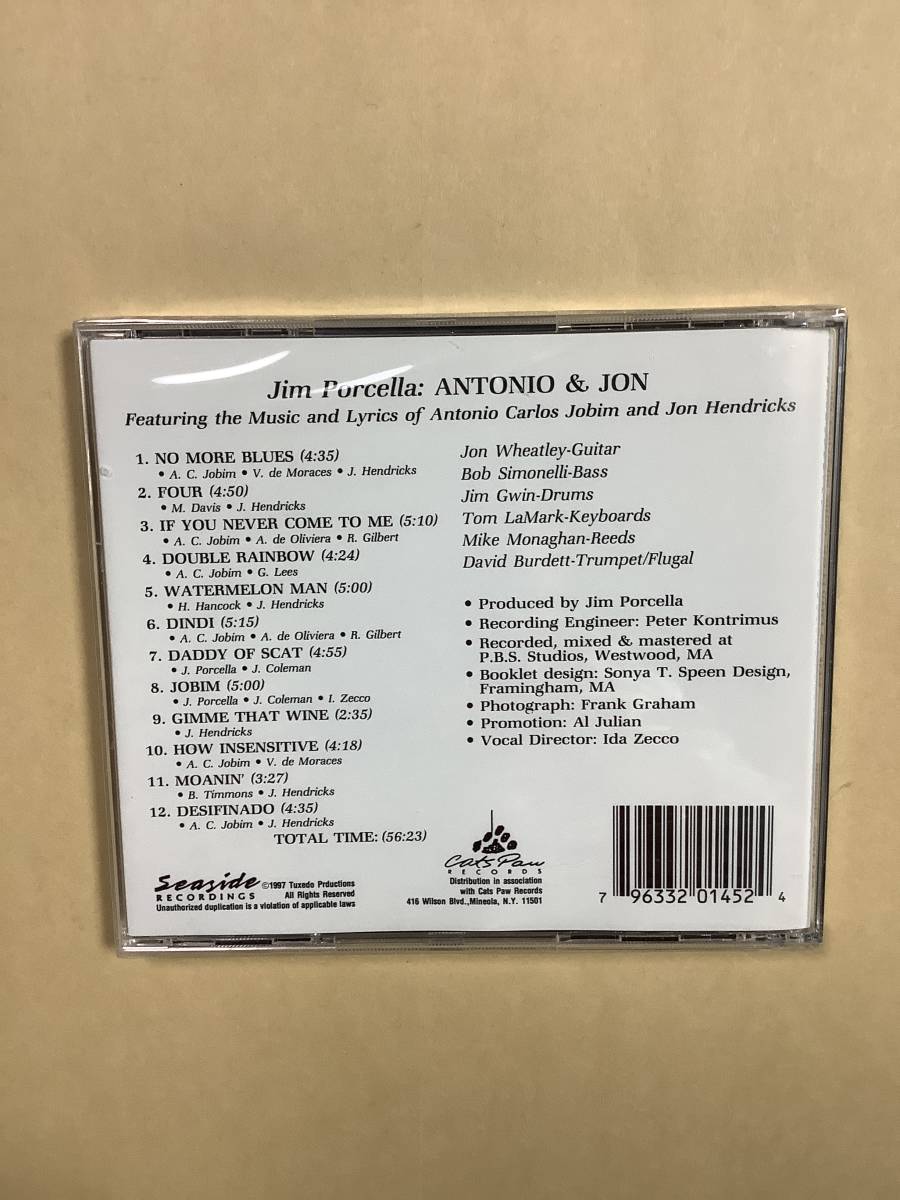 Jim Porcella: ANTONIO & JON
Featuring the Music and Lyrics of Antonio Carlos Jobim and Jon Hendricks
1. NO MORE BLUES (4:35)
• A. C. Jobim • V. de Moraces • J. Hendricks
2. FOUR (4:50)
• M. Davis • J. Hendricks
3. IF YOU NEVER COME TO ME (5:10)
• A. C. Jobim • A. de Oliviera • R. Gilbert
4. DOUBLE RAINBOW (4:24)
• A. C. Jobim • G. Lees
5. WATERMELON MAN (5:00)
• H. Hancock • J. Hendricks
6. DINDI (5:15)
• A. C. Jobim • A. de Oliviera • R. Gilbert
7. DADDY OF SCAT (4:55)
• J. Porcella • J. Coleman
8. JOBIM (5:00)
• J. Porcella • J. Coleman • I. Zecco
9. GIMME THAT WINE (2:35)
• J. Hendricks
10. HOW INSENSITIVE (4:18)
• A. C. Jobim • V. de Moraces
11. MOANIN' (3:27)
• B. Timmons • J. Hendricks
12. DESIFINADO (4:35)
• A. C. Jobim • J. Hendricks
TOTAL TIME: (56:23)
Jon Wheatley-Guitar
Bob Simonelli-Bass
Jim Gwin-Drums
Tom LaMark-Keyboards
Mike Monaghan-Reeds
David Burdett-Trumpet/Flugal
• Produced by Jim Porcella
• Recording Engineer: Peter Kontrimus
• Recorded, mixed & mastered at
P.B.S. Studios, Westwood, MA
• Booklet design: Sonya T. Speen Design,
Framingham, MA
• Photograph: Frank Graham
• Promotion: Al Julian
• Vocal Director: Ida Zecco
Seaside
RECORDINGS
©1997 Tuxedo Prductions
All Rights Reserved
Unauthorized duplication is a violation of applicable laws
Cats Paw
RECORDS
Distribution in association
with Cats Paw Records
416 Wilson Blvd.,Mineola, N.Y. 11501
7 96332 01452 4